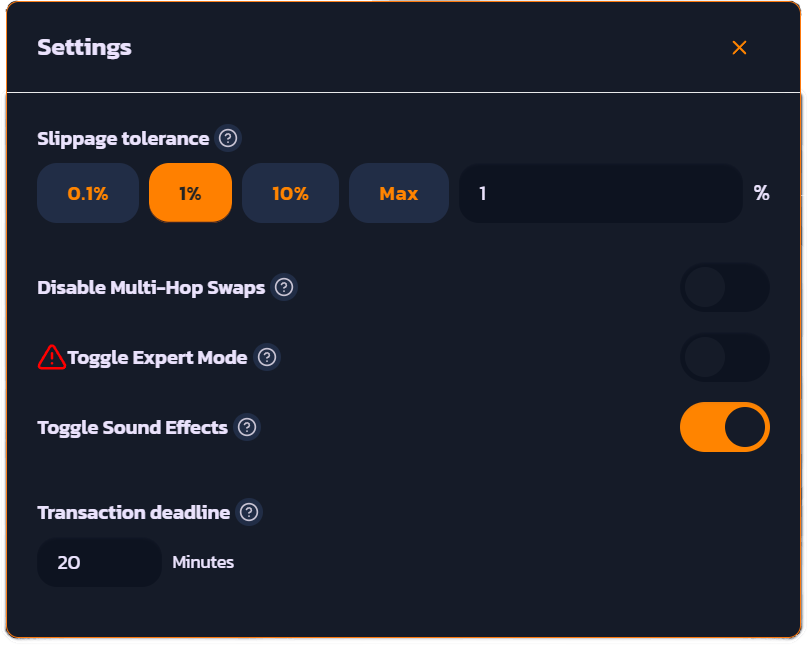 Settings
Slippage tolerance ?
0.1% 1% 10% Max 1 %
Disable Multi-Hop Swaps ?
Toggle Expert Mode ?
Toggle Sound Effects ?
Transaction deadline ?
20 Minutes